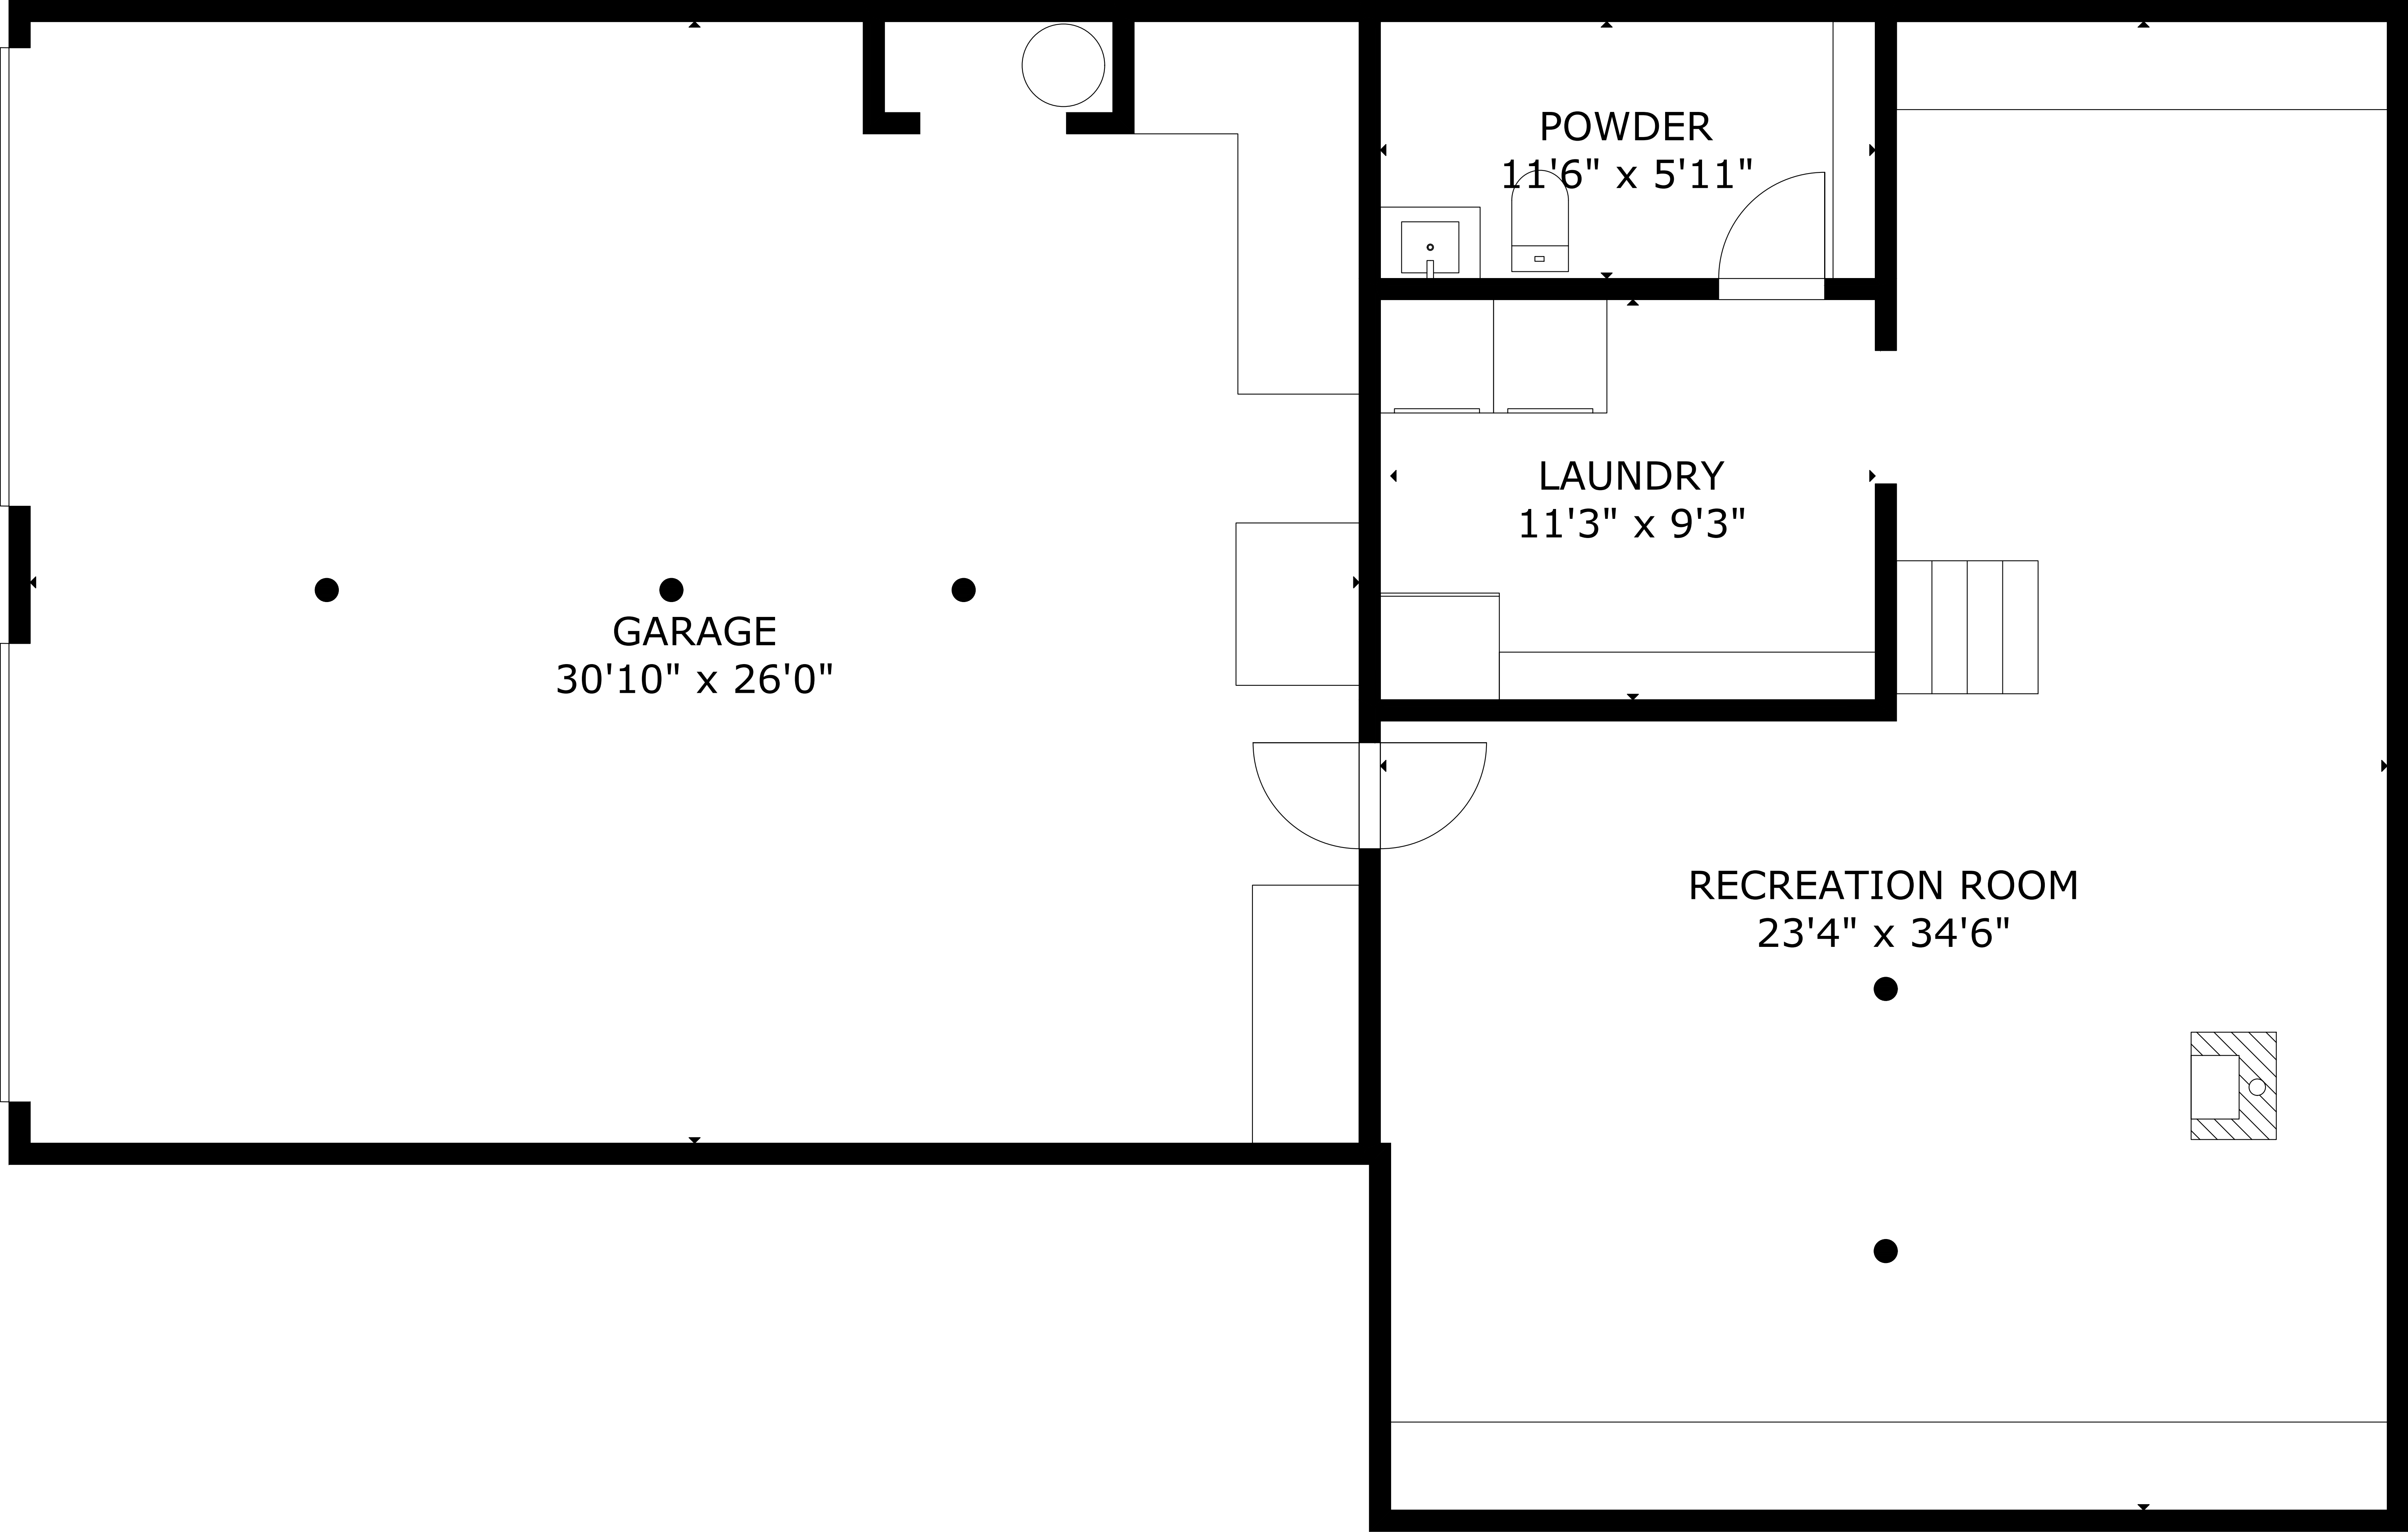 POWDER
11'6" x 5'11"
LAUNDRY
11'3" x 9'3"
GARAGE
30'10" x 26'0"
RECREATION ROOM
23'4" x 34'6"